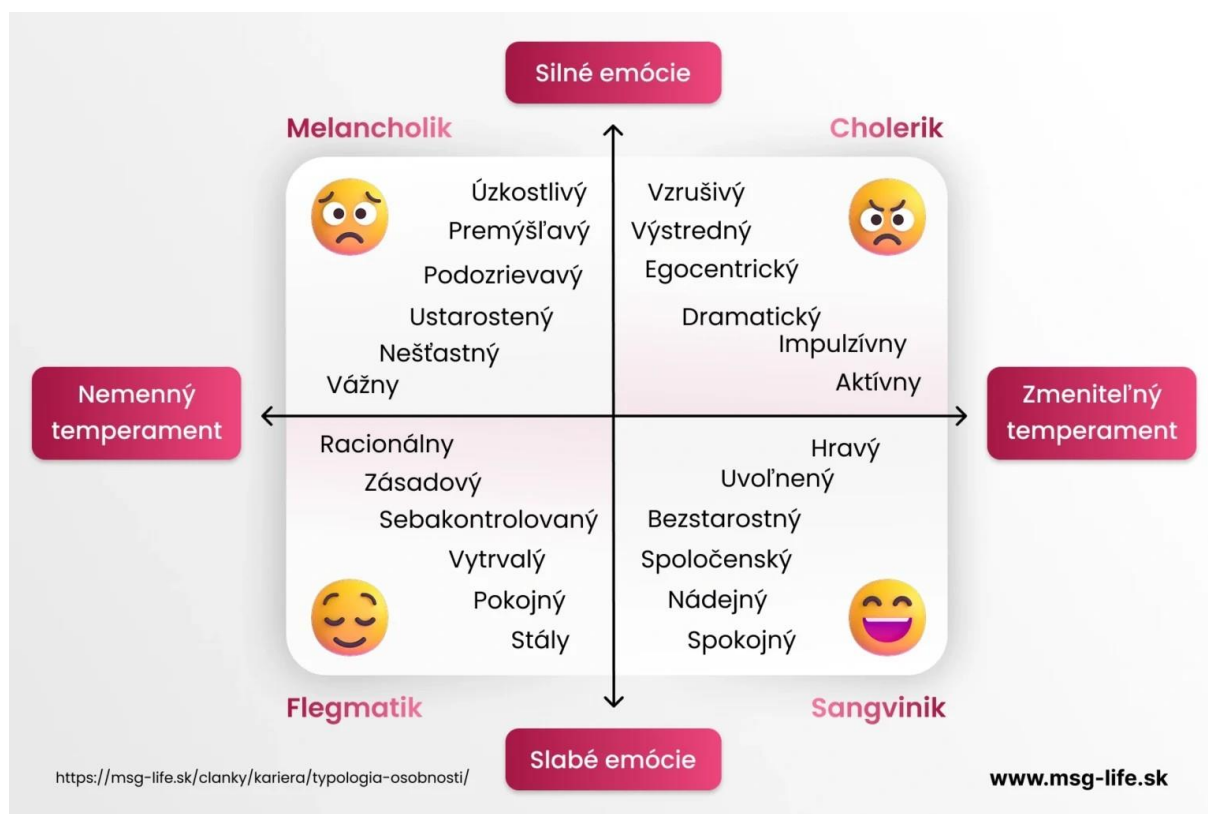 Silné emócie
Melancholik
Cholerik
Úzkostlivý
Premýšľavý
Podozrievavý
Ustarostený
Nešťastný
Vážny
Vzrušivý
Výstredný
Egocentrický
Dramatický
Impulzívny
Aktívny
Nemenný
temperament
Zmeniteľný
temperament
Racionálny
Zásadový
Sebakontrolovaný
Vytrvalý
Pokojný
Stály
Hravý
Uvoľnený
Bezstarostný
Spoločenský
Nádejný
Spokojný
Flegmatik
Sangvinik
Slabé emócie
https://msg-life.sk/clanky/kariera/typologia-osobnosti/
www.msg-life.sk